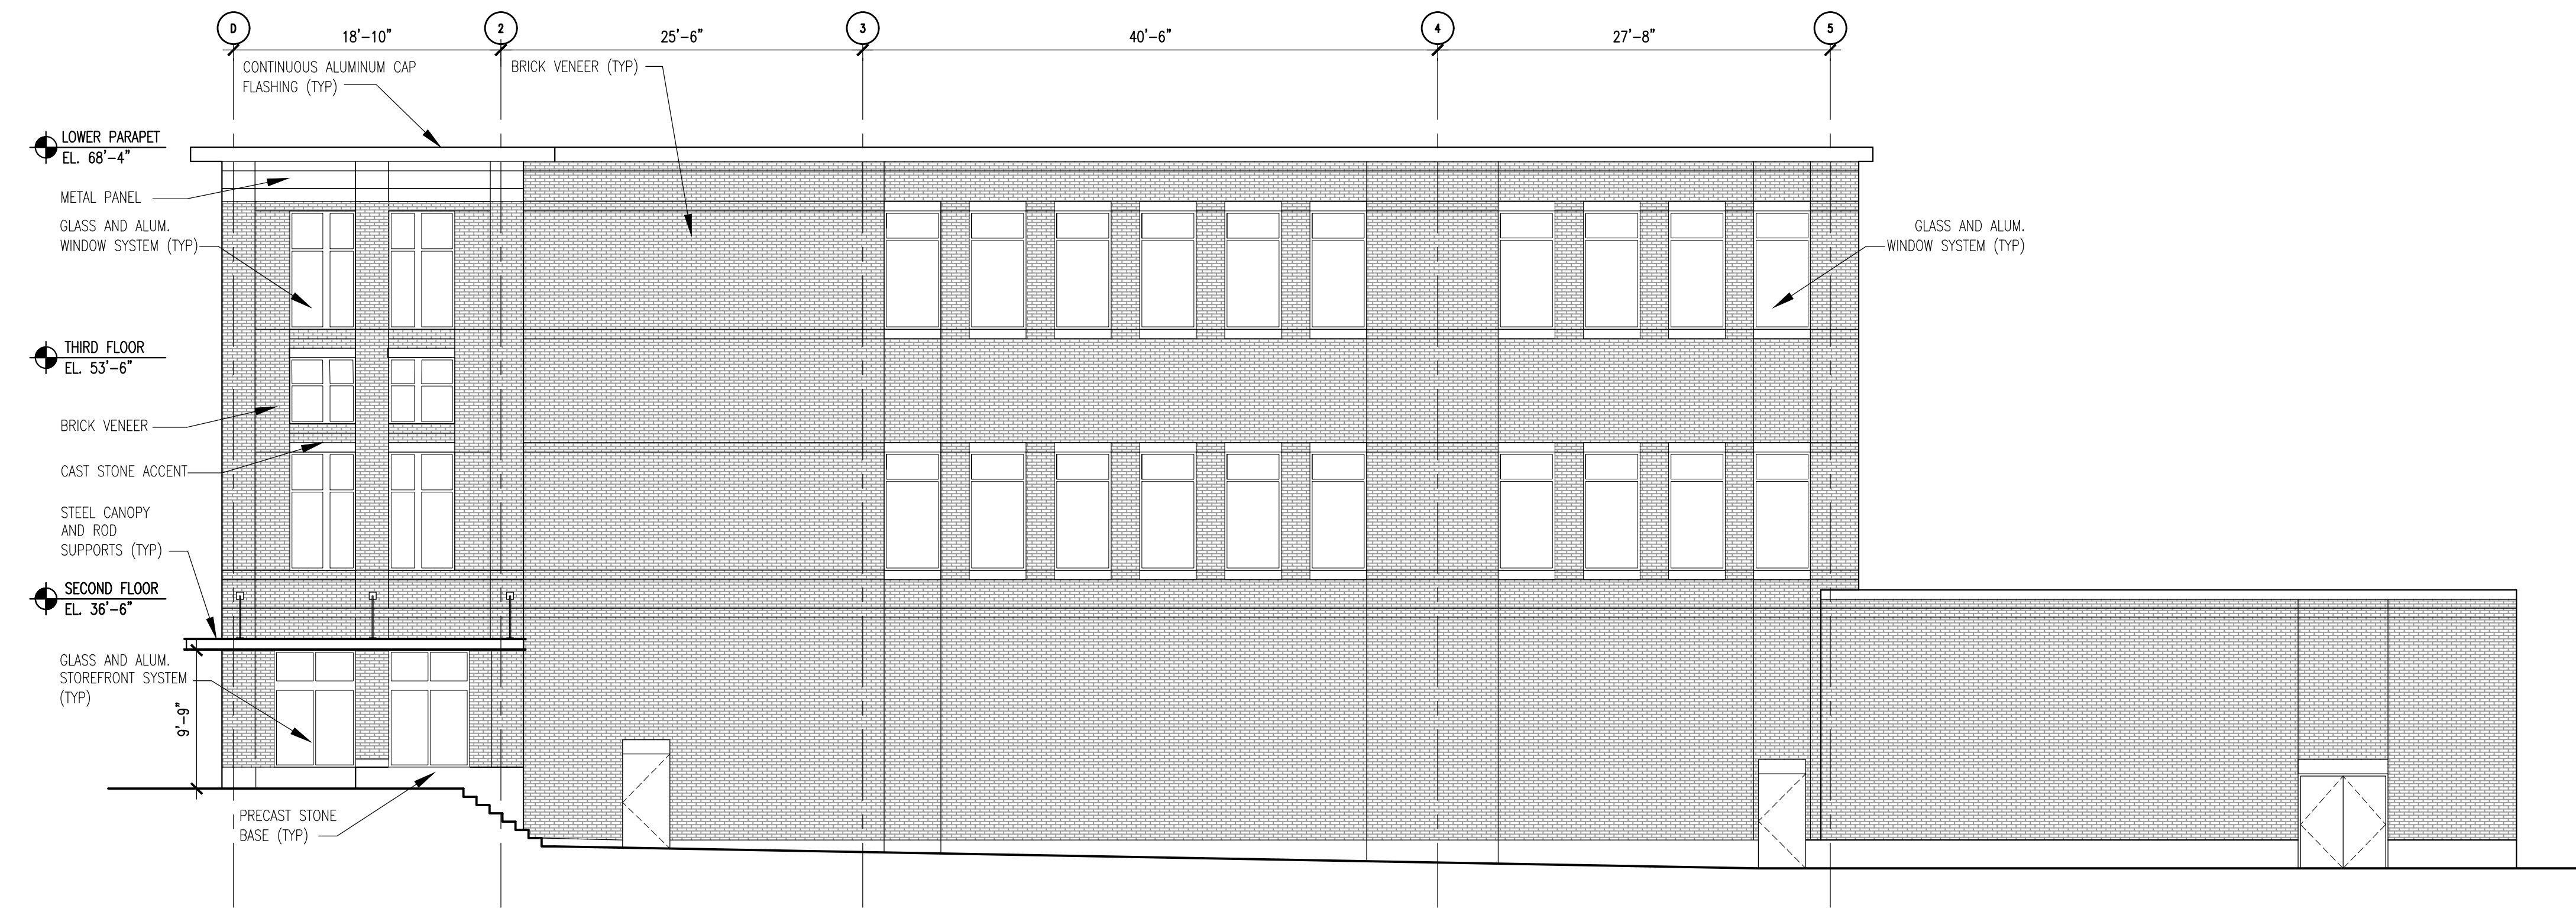 D
2
3
4
5
18'-10"
25'-6"
40'-6"
27'-8"
CONTINUOUS ALUMINUM CAP
FLASHING (TYP)
BRICK VENEER (TYP)
LOWER PARAPET
EL. 68'-4"
METAL PANEL
GLASS AND ALUM.
WINDOW SYSTEM (TYP)
GLASS AND ALUM.
WINDOW SYSTEM (TYP)
THIRD FLOOR
EL. 53'-6"
BRICK VENEER
CAST STONE ACCENT
STEEL CANOPY
AND ROD
SUPPORTS (TYP)
SECOND FLOOR
EL. 36'-6"
GLASS AND ALUM.
STOREFRONT SYSTEM
(TYP)
9'-9"
PRECAST STONE
BASE (TYP)